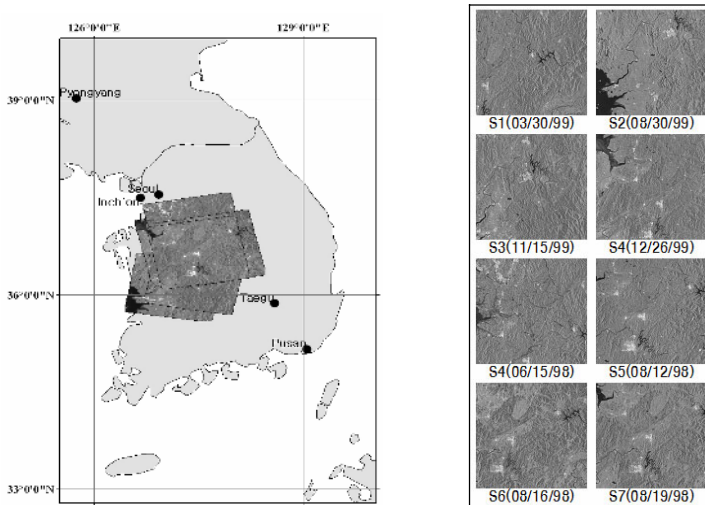 126°0'0"E 129°0'0"E
39°0'0"N
Pyongyang
Seoul
Inch'on
36°0'0"N
Taegu
Pusan
33°0'0"N
S1(03/30/99) S2(08/30/99)
S3(11/15/99) S4(12/26/99)
S4(06/15/98) S5(08/12/98)
S6(08/16/98) S7(08/19/98)